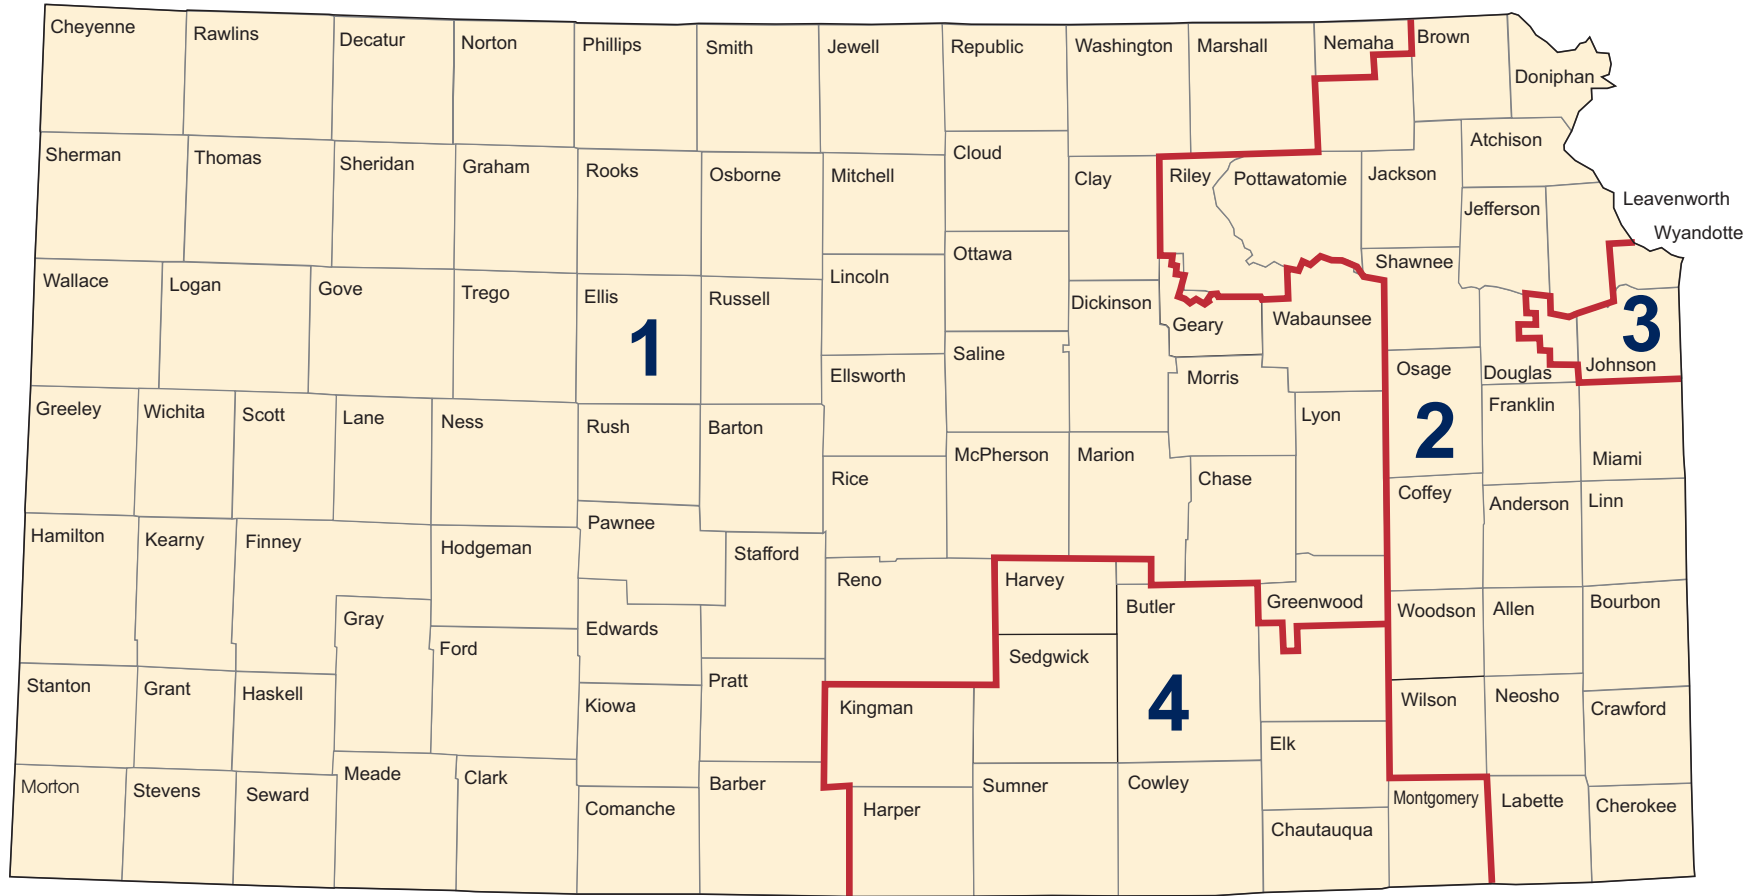 Cheyenne
Rawlins
Decatur
Norton
Phillips
Smith
Jewell
Republic
Washington
Marshall
Nemaha
Brown
Doniphan
Sherman
Thomas
Sheridan
Graham
Rooks
Osborne
Mitchell
Cloud
Clay
Riley
Pottawatomie
Jackson
Atchison
Jefferson
Leavenworth
Wyandotte
Wallace
Logan
Gove
Trego
Ellis
Russell
Lincoln
Ottawa
Dickinson
Geary
Wabaunsee
Shawnee
1
3
Saline
Ellsworth
Morris
Osage
Douglas
Johnson
Greeley
Wichita
Scott
Lane
Ness
Rush
Barton
McPherson
Marion
Lyon
2
Franklin
Miami
Rice
Chase
Coffey
Anderson
Linn
Hamilton
Kearny
Finney
Hodgeman
Pawnee
Stafford
Reno
Harvey
Butler
Greenwood
Woodson
Allen
Bourbon
Gray
Ford
Edwards
Sedgwick
Stanton
Grant
Haskell
Kiowa
Pratt
Kingman
4
Elk
Wilson
Neosho
Crawford
Morton
Stevens
Seward
Meade
Clark
Comanche
Barber
Harper
Sumner
Cowley
Chautauqua
Montgomery
Labette
Cherokee